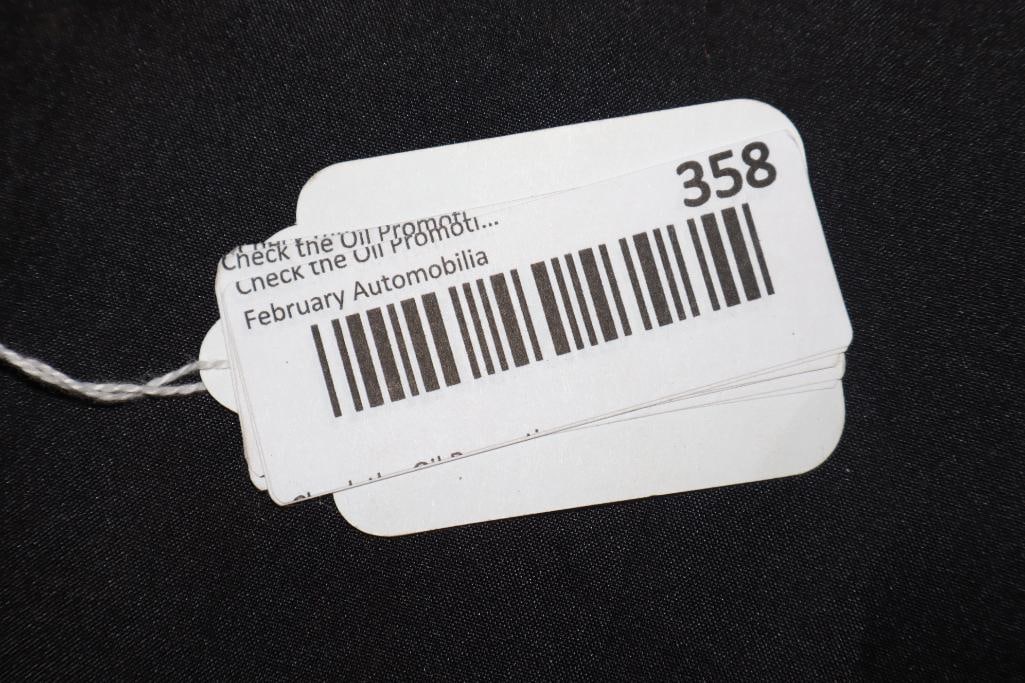 358
Check the Oil Promoti...
Check the Oil Promoti...
February Automobilia